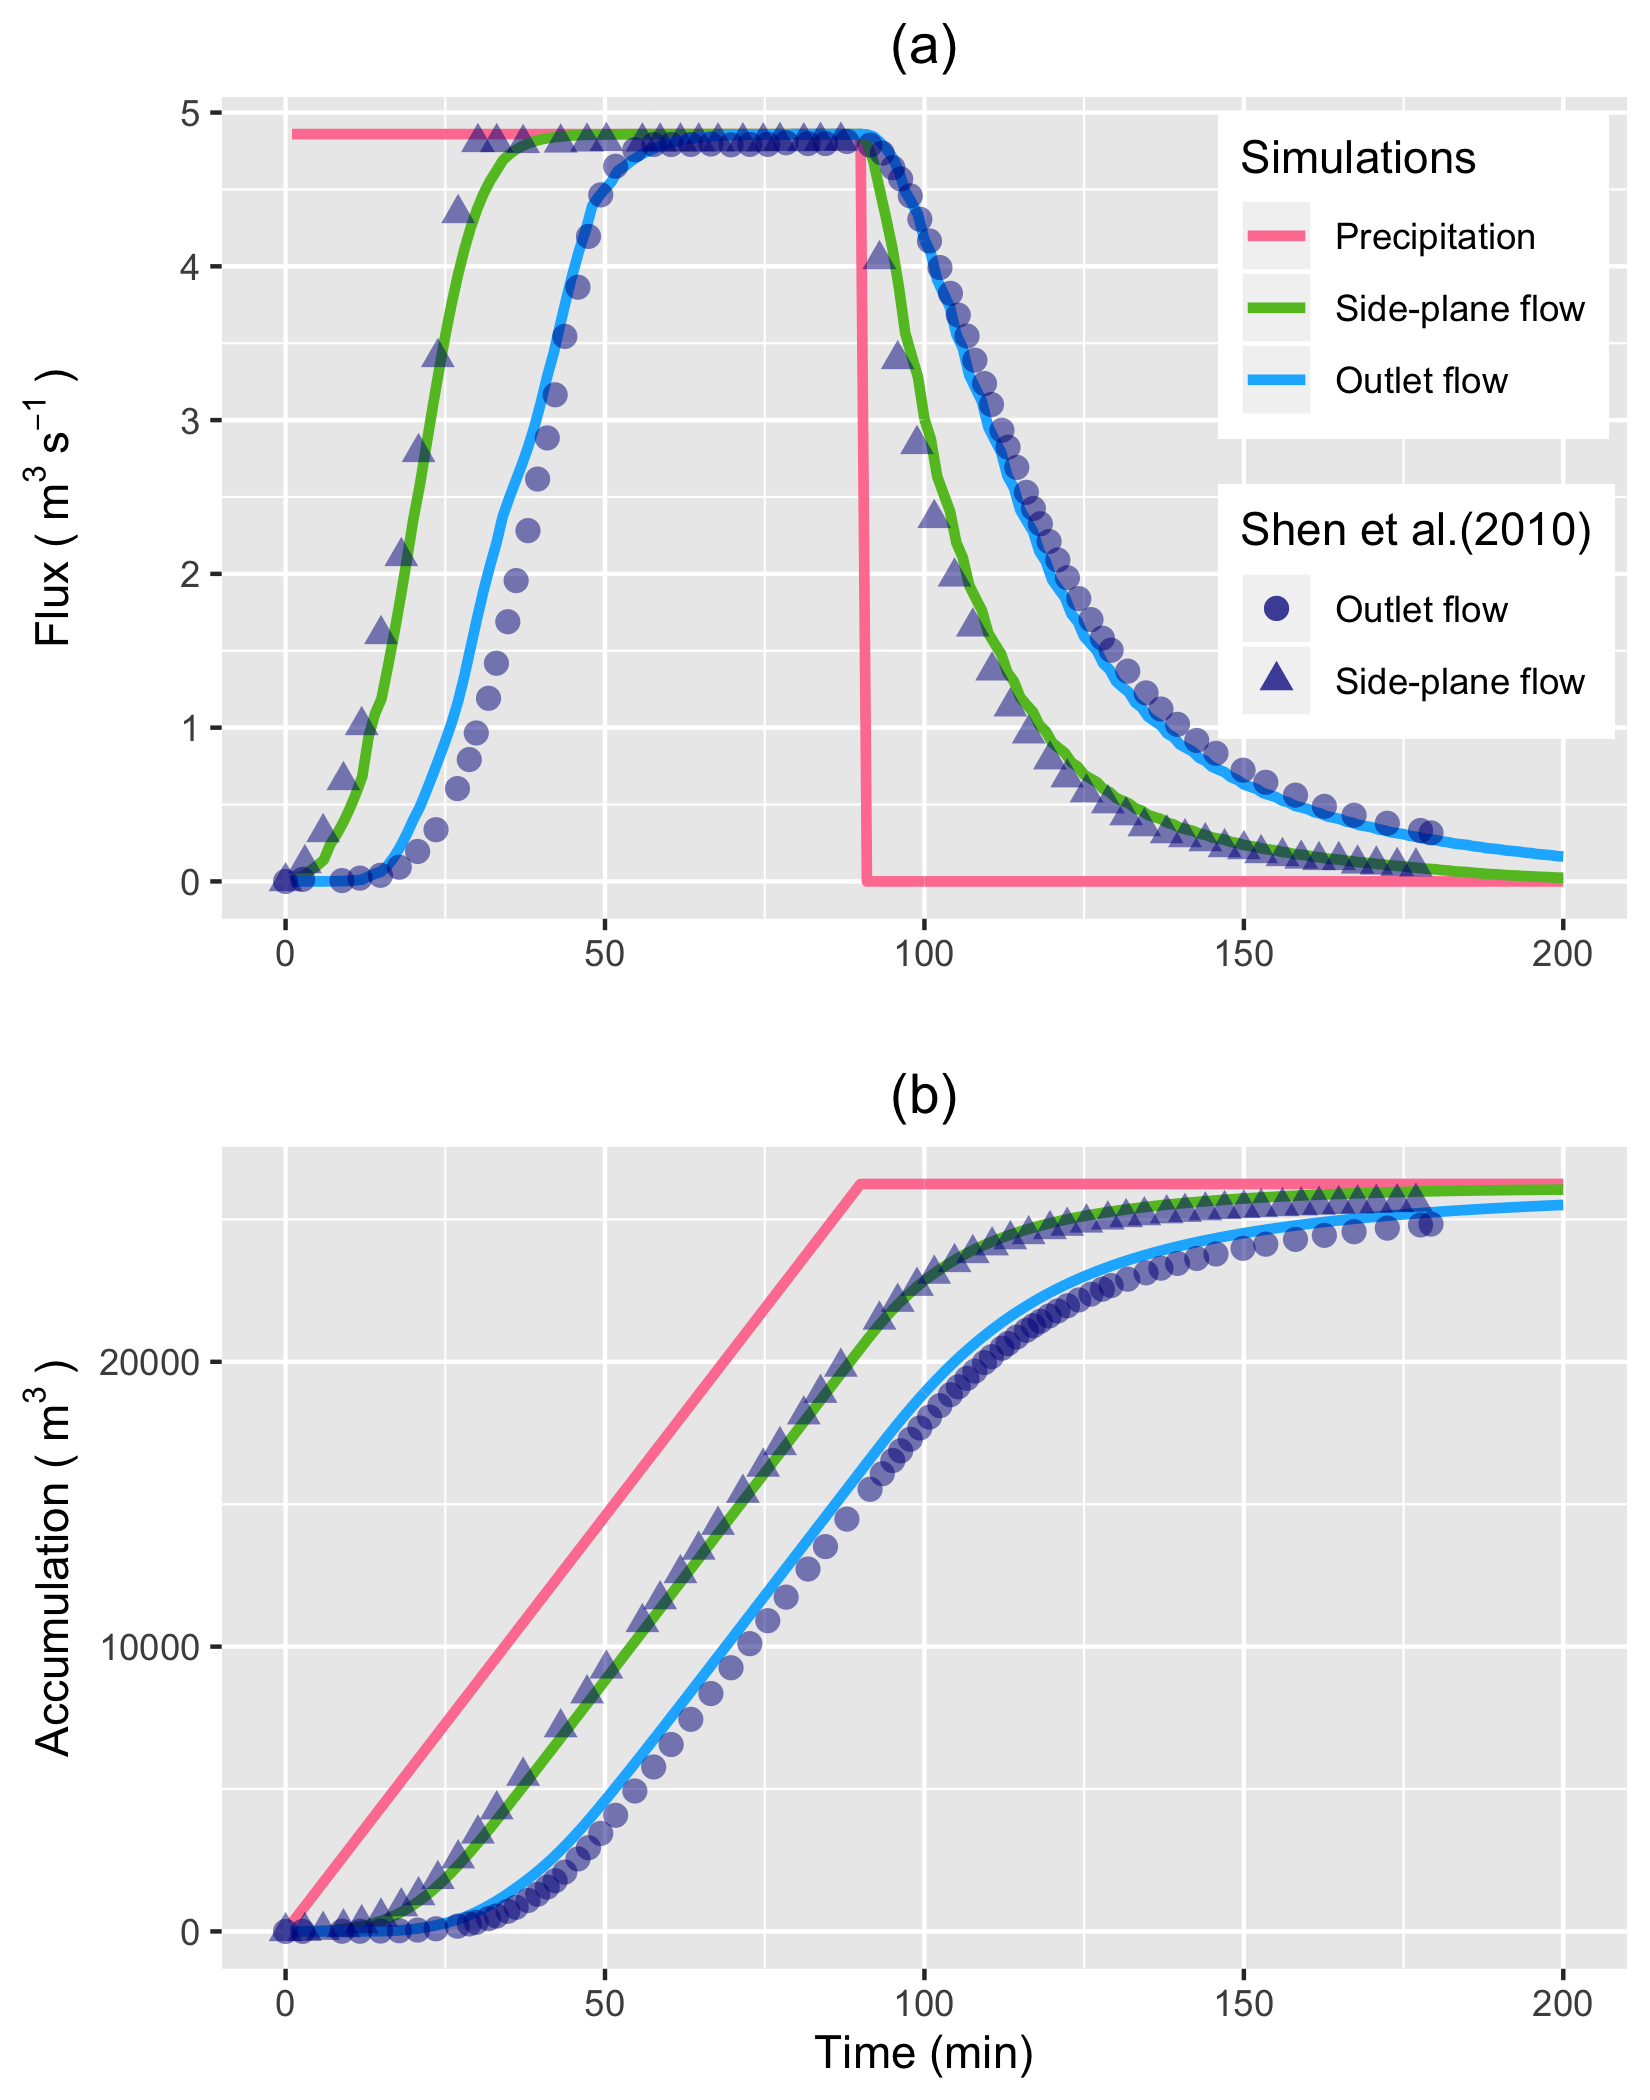 (a)
Flux ( m³ s⁻¹ )
5
4
3
2
1
0
0 50 100 150 200
Simulations
Precipitation
Side-plane flow
Outlet flow
Shen et al.(2010)
Outlet flow
Side-plane flow
(b)
Accumulation ( m³ )
20000
10000
0
0 50 100 150 200
Time (min)